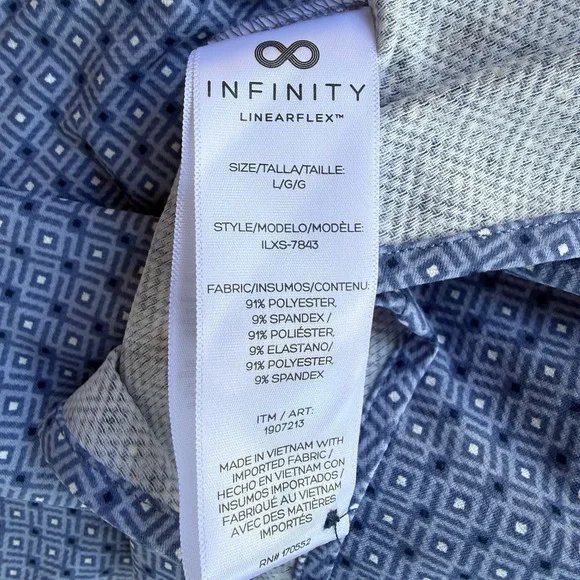 INFINITY
LINEARFLEX™
SIZE/TALLA/TAILLE:
L/G/G
STYLE/MODELO/MODÈLE:
ILXS-7843
FABRIC/INSUMOS/CONTENU:
91% POLYESTER,
9% SPANDEX /
91% POLIÉSTER,
9% ELASTANO/
91% POLYESTER,
9% SPANDEX
ITM / ART:
1907213
MADE IN VIETNAM WITH
IMPORTED FABRIC/
HECHO EN VIETNAM CON
INSUMOS IMPORTADOS/
FABRIQUÉ AU VIETNAM
AVEC DES MATIÈRES
IMPORTÉS
RN# 170552